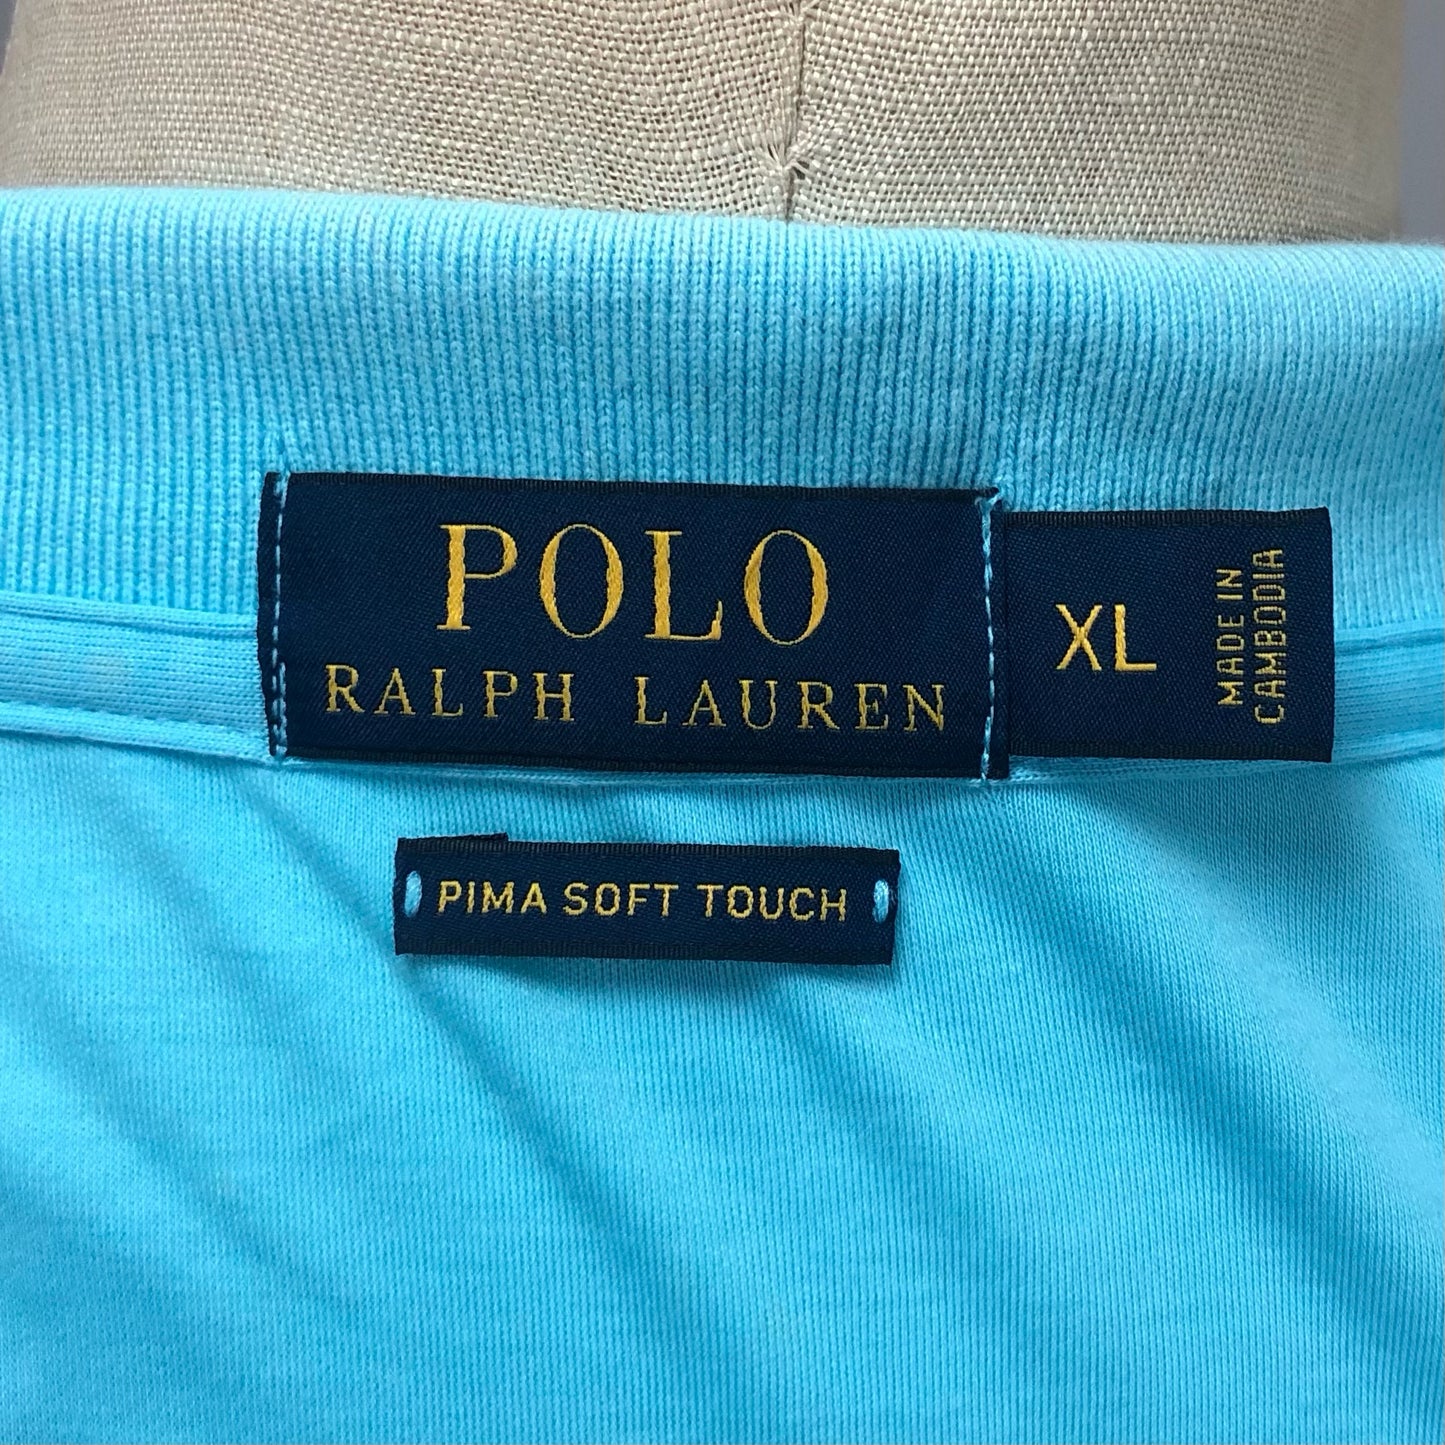 POLO
RALPH LAUREN
XL
MADE IN
CAMBODIA
PIMA SOFT TOUCH